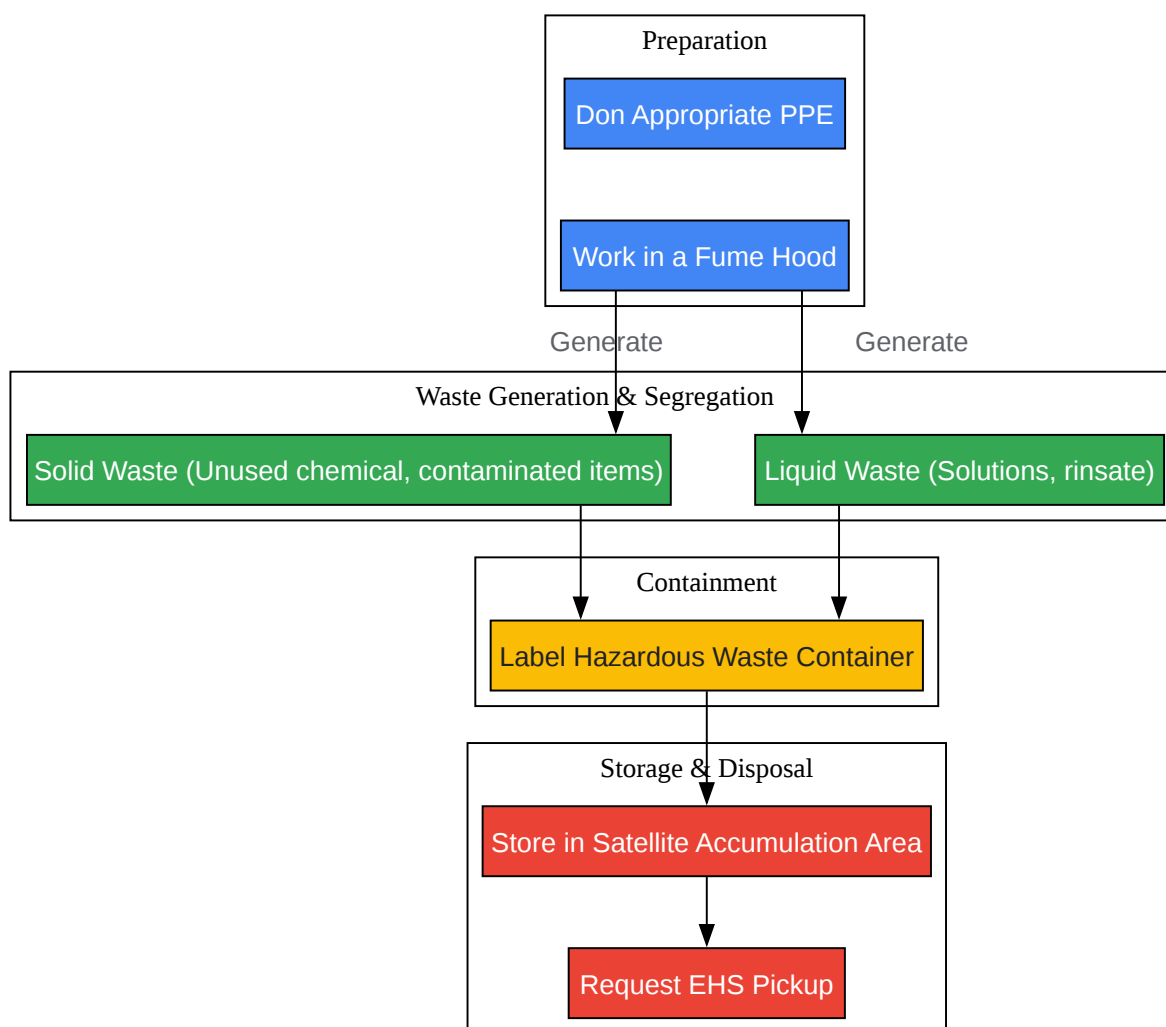 Preparation
Don Appropriate PPE
Work in a Fume Hood
Generate
Generate
Waste Generation & Segregation
Solid Waste (Unused chemical, contaminated items)
Liquid Waste (Solutions, rinsate)
Containment
Label Hazardous Waste Container
Storage & Disposal
Store in Satellite Accumulation Area
Request EHS Pickup